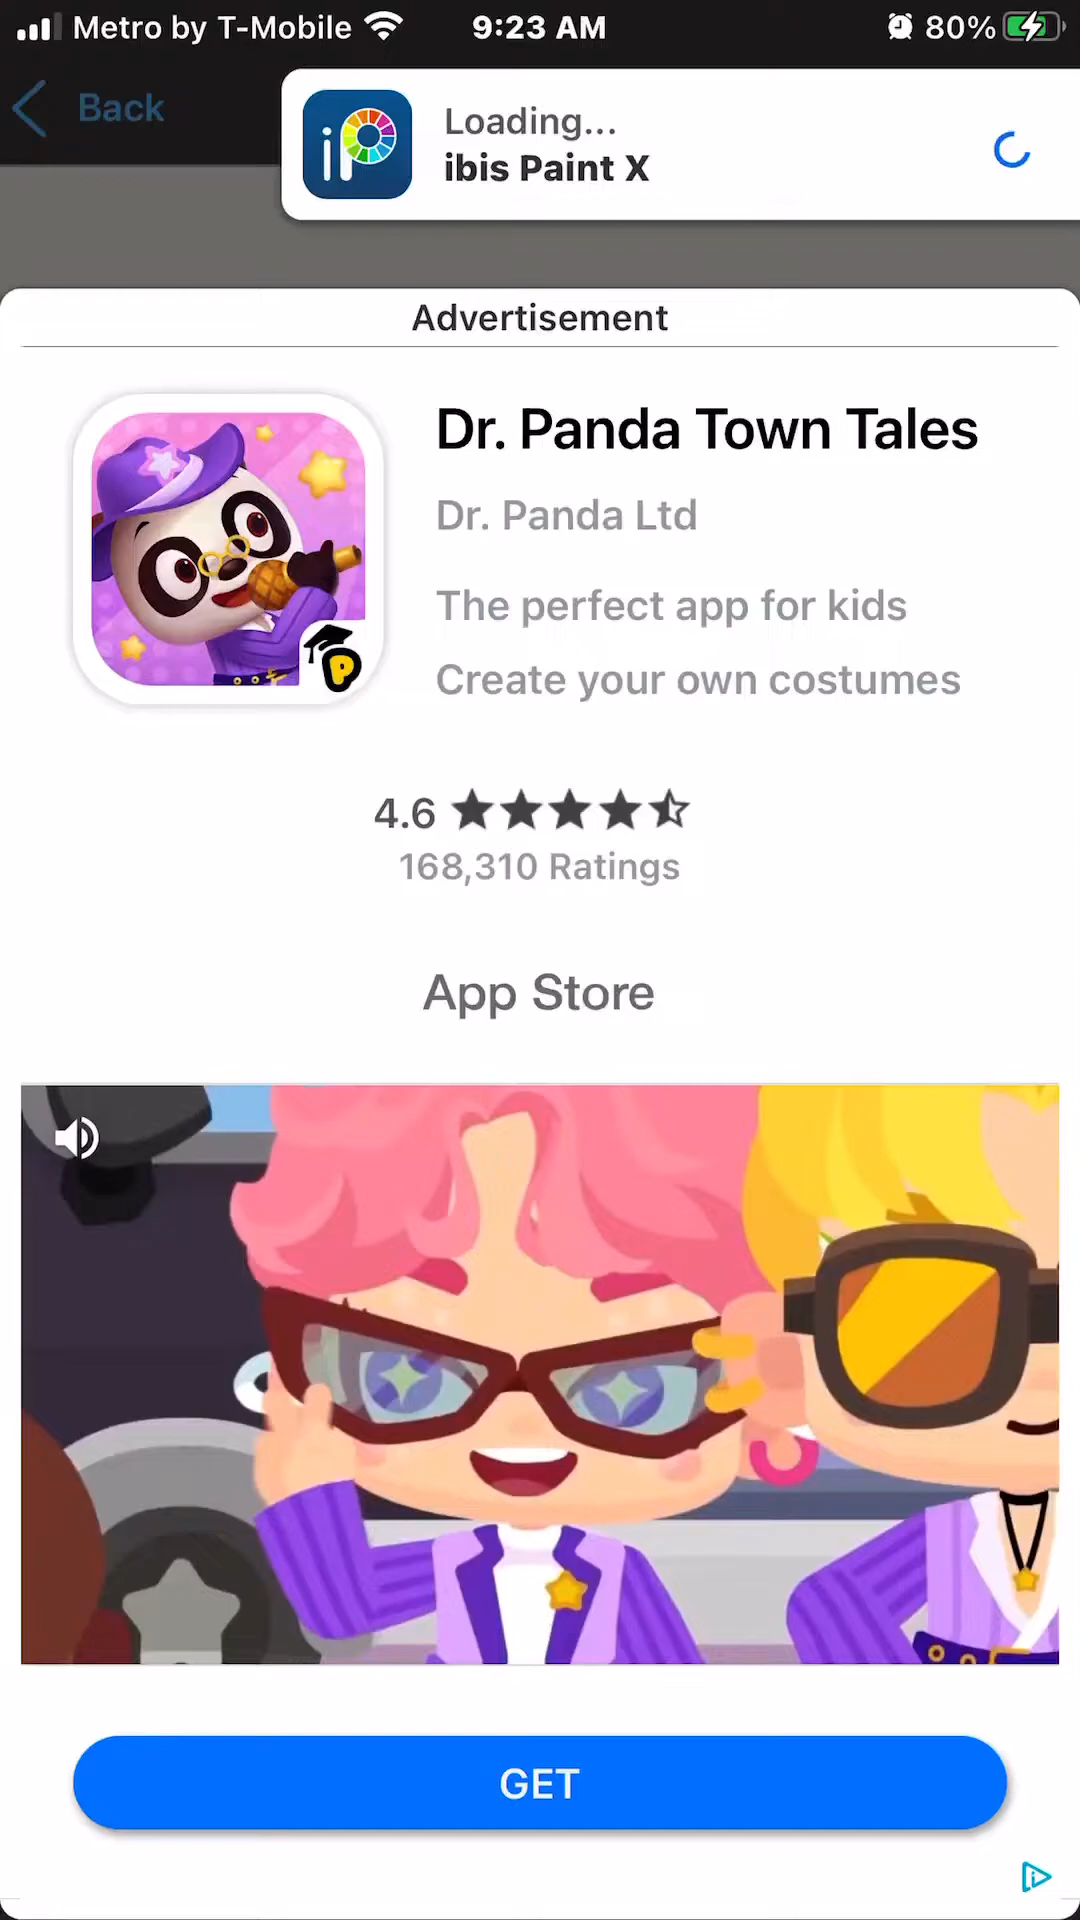 Metro by T-Mobile 9:23 AM 80%
Back
iP
Loading...
ibis Paint X
Advertisement
Dr. Panda Town Tales
Dr. Panda Ltd
The perfect app for kids
Create your own costumes
P
4.6
168,310 Ratings
App Store
GET